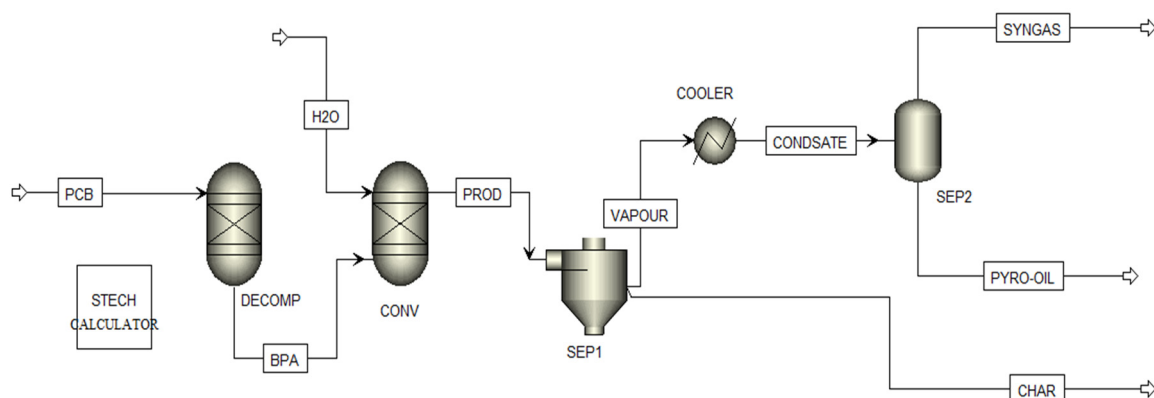 SYNGAS
COOLER
H2O
CONDSATE
PCB
PROD
SEP2
VAPOUR
PYRO-OIL
STECH
CALCULATOR
DECOMP
CONV
SEP1
BPA
CHAR